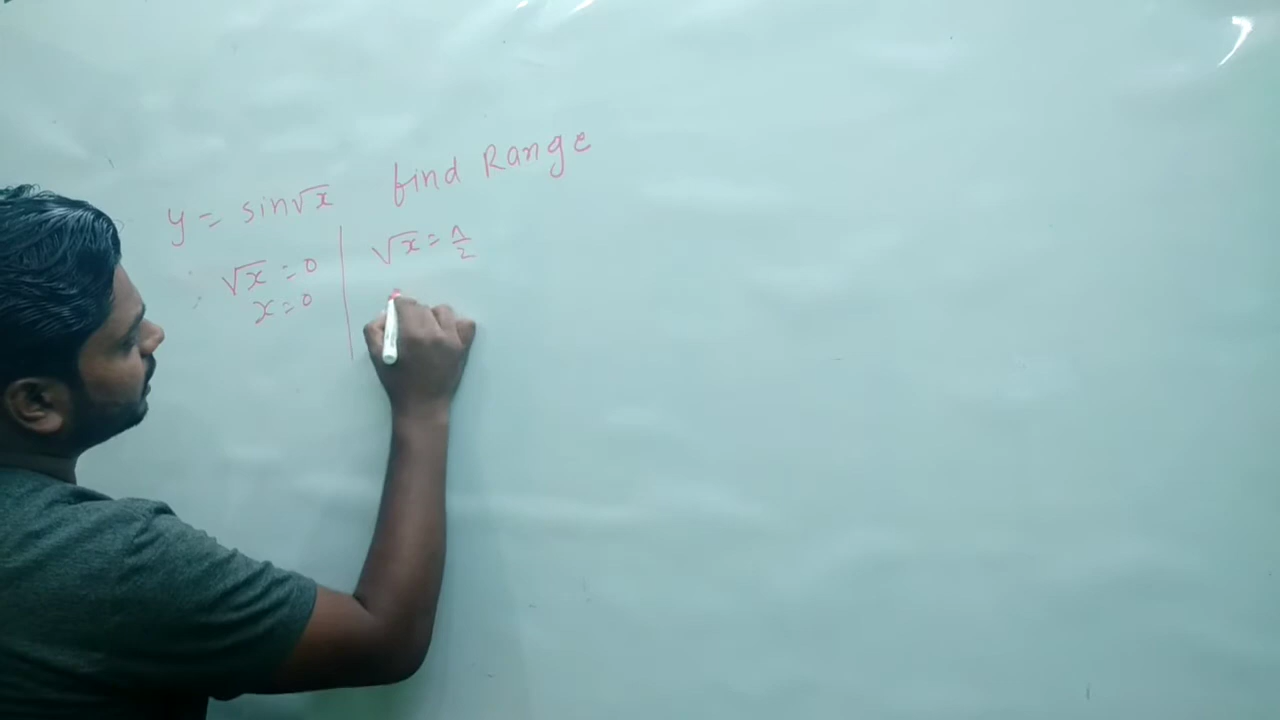 y = sin√x find Range
∴ √x = 0 | √x = π/2
x = 0